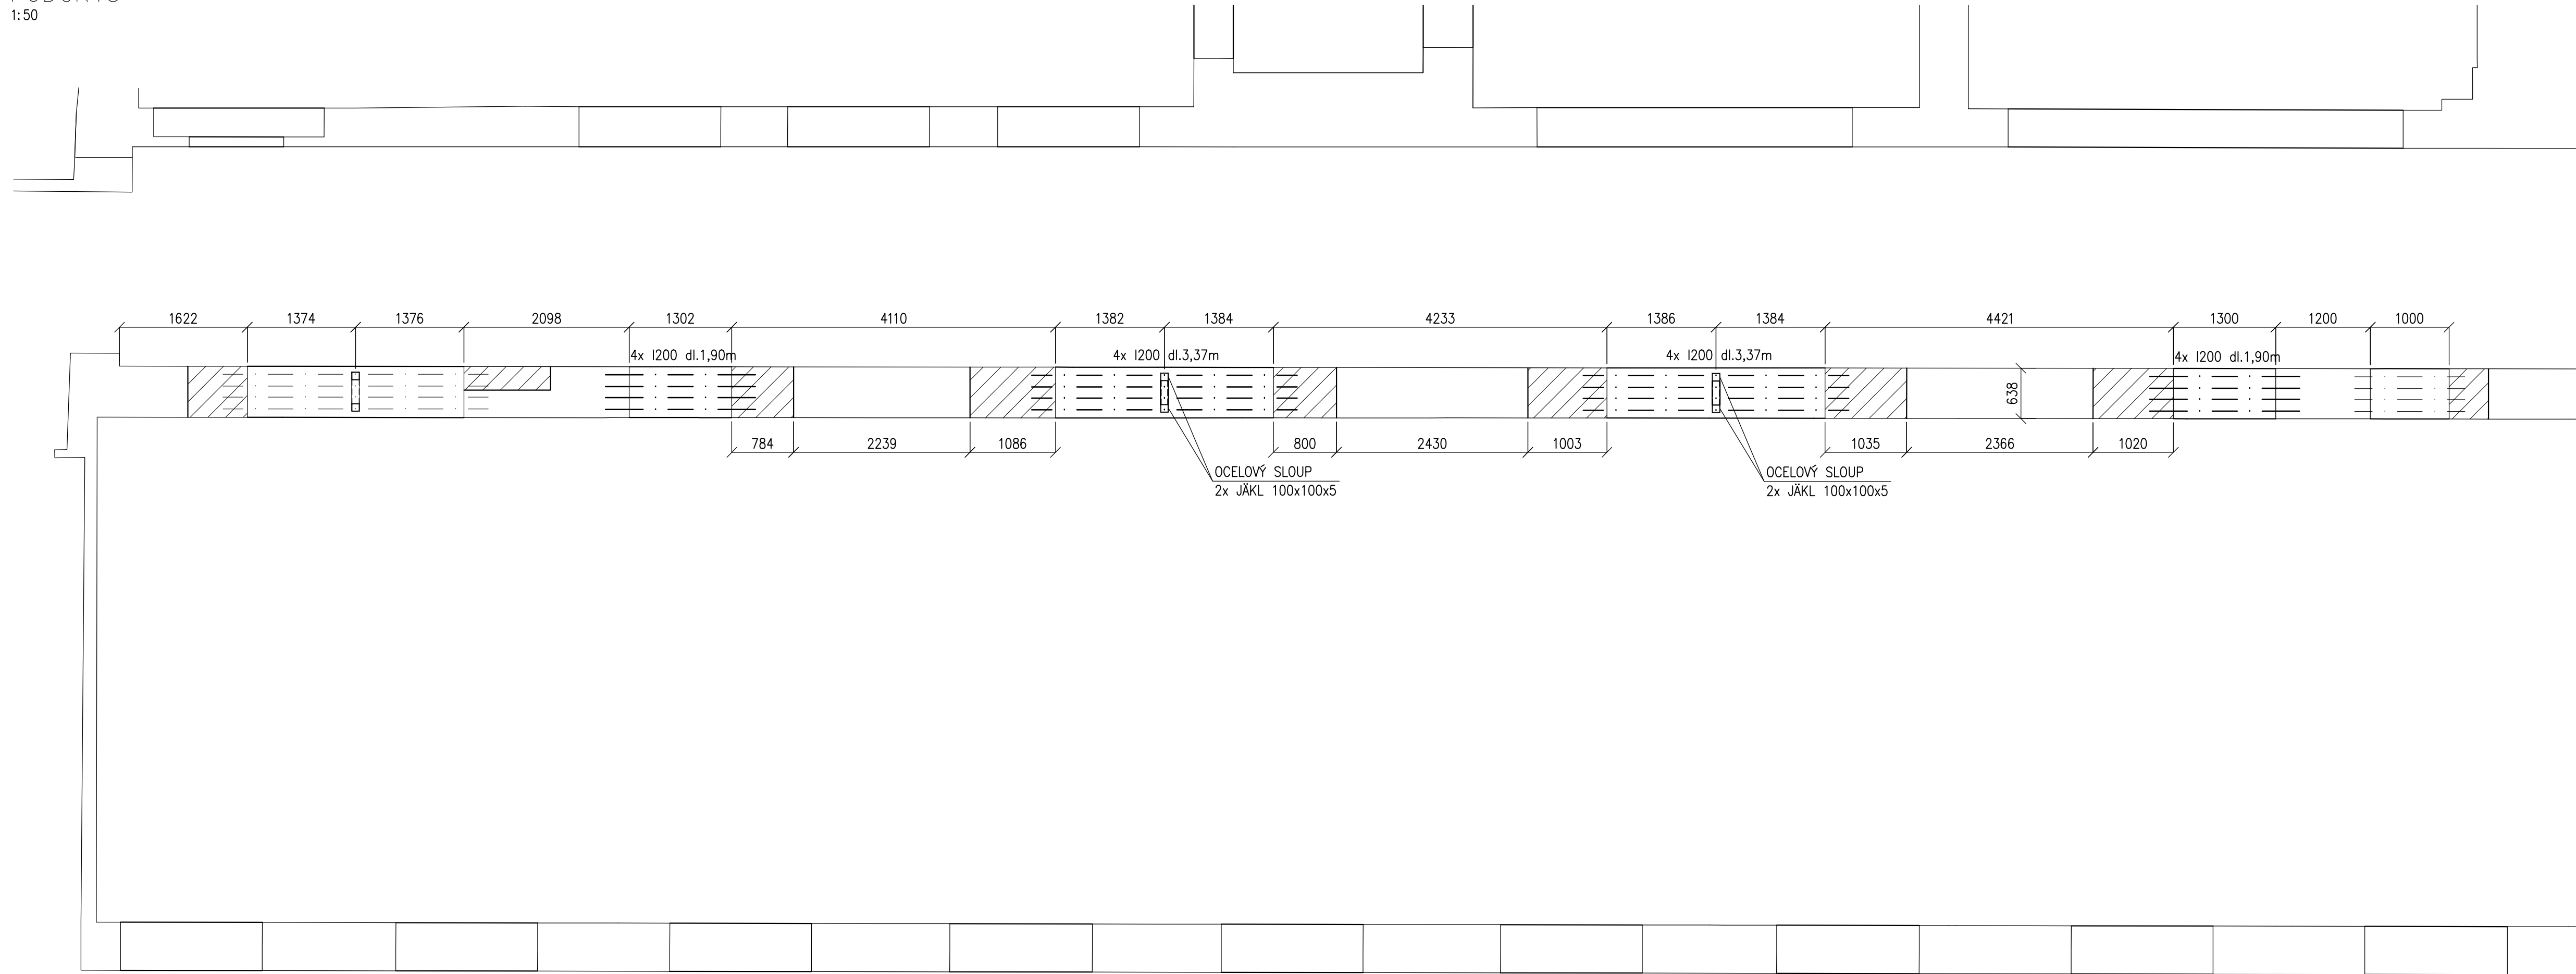 1:50
1622 1374 1376 2098 1302 4110 1382 1384 4233 1386 1384 4421 1300 1200 1000
4x I200 dl.1,90m
4x I200 dl.3,37m
4x I200 dl.3,37m
4x I200 dl.1,90m
638
784 2239 1086 800 2430 1003 1035 2366 1020
OCELOVÝ SLOUP
2x JÄKL 100x100x5
OCELOVÝ SLOUP
2x JÄKL 100x100x5